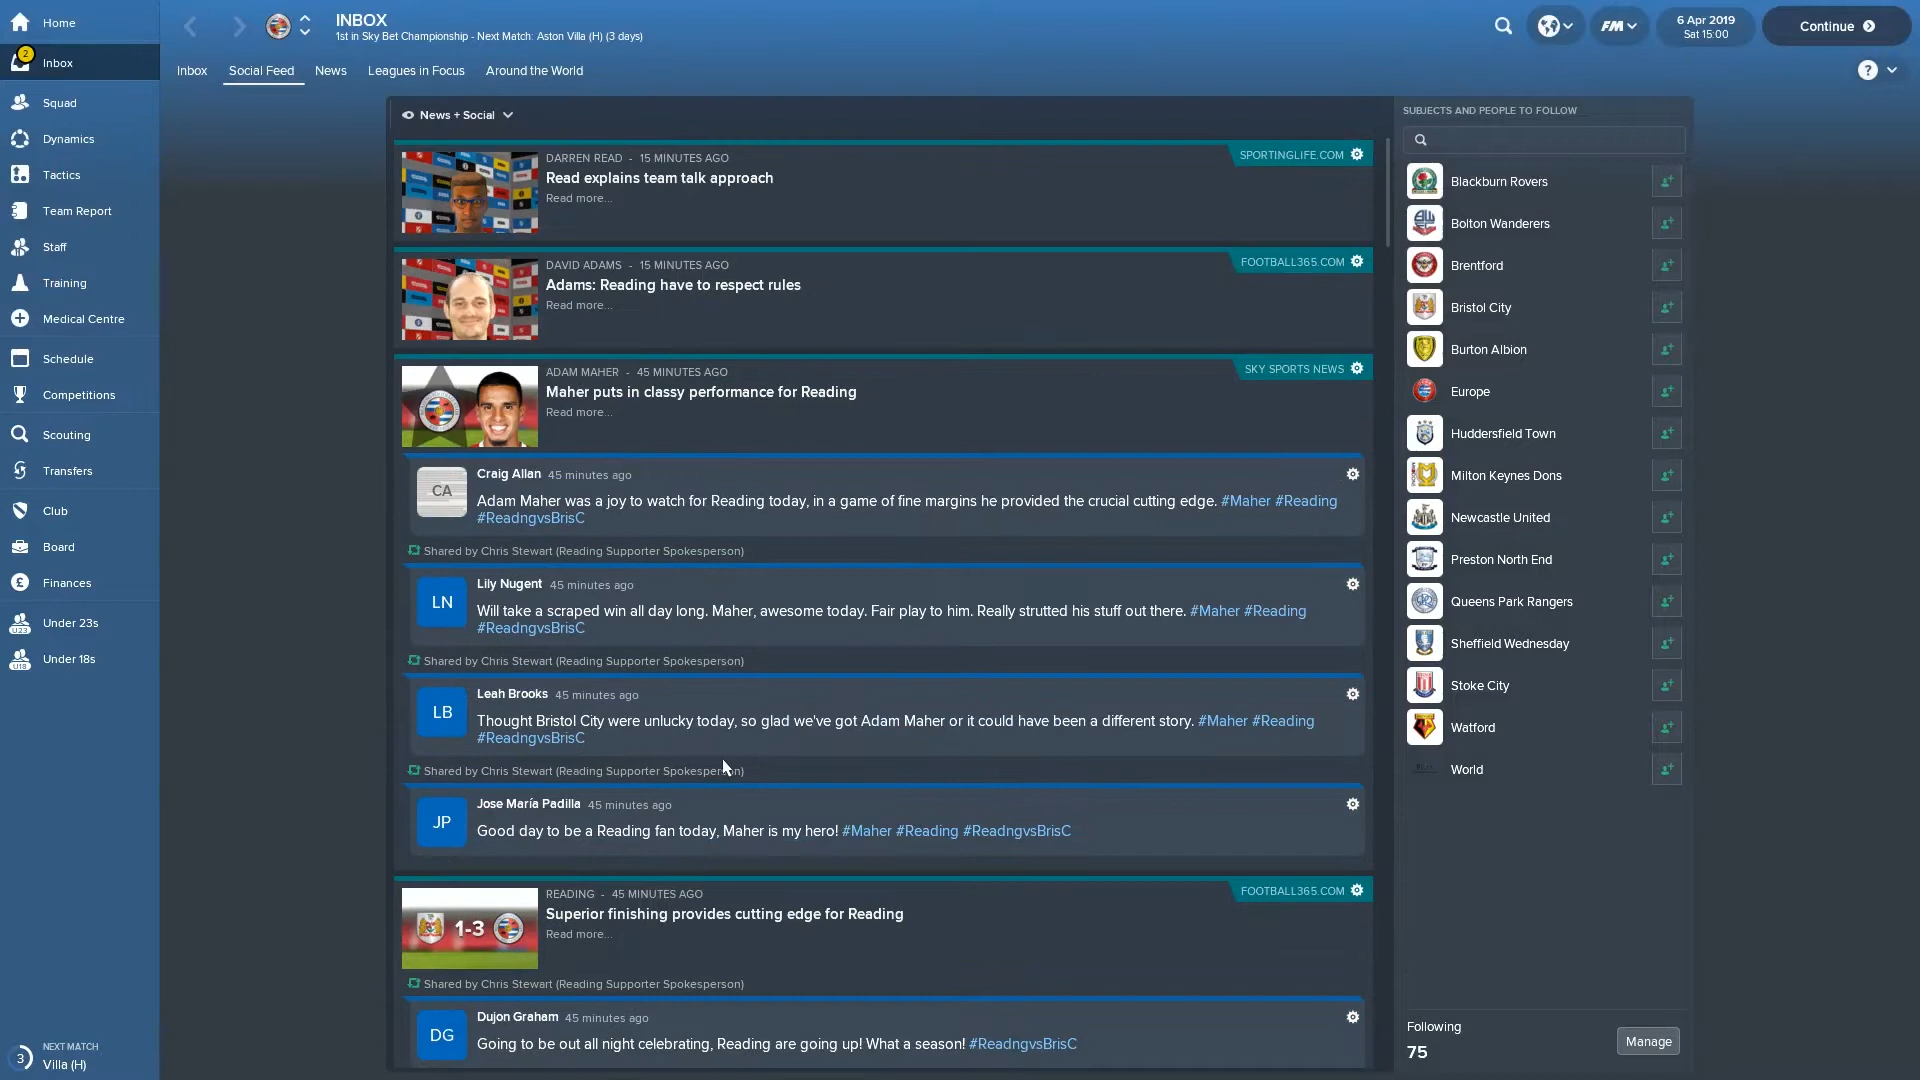 Home
2
Inbox
Squad
Dynamics
Tactics
Team Report
Staff
Training
Medical Centre
Schedule
Competitions
Scouting
Transfers
Club
Board
Finances
U23
Under 23s
U18
Under 18s
3
NEXT MATCH
Villa (H)
INBOX
1st in Sky Bet Championship - Next Match: Aston Villa (H) (3 days)
FM
6 Apr 2019
Sat 15:00
Continue
Inbox
Social Feed
News
Leagues in Focus
Around the World
?
News + Social
DARREN READ - 15 MINUTES AGO
SPORTINGLIFE.COM
Read explains team talk approach
Read more...
DAVID ADAMS - 15 MINUTES AGO
FOOTBALL365.COM
Adams: Reading have to respect rules
Read more...
ADAM MAHER - 45 MINUTES AGO
SKY SPORTS NEWS
Maher puts in classy performance for Reading
Read more...
CA
Craig Allan 45 minutes ago
Adam Maher was a joy to watch for Reading today, in a game of fine margins he provided the crucial cutting edge. #Maher #Reading
#ReadngvsBrisC
Shared by Chris Stewart (Reading Supporter Spokesperson)
LN
Lily Nugent 45 minutes ago
Will take a scraped win all day long. Maher, awesome today. Fair play to him. Really strutted his stuff out there. #Maher #Reading
#ReadngvsBrisC
Shared by Chris Stewart (Reading Supporter Spokesperson)
LB
Leah Brooks 45 minutes ago
Thought Bristol City were unlucky today, so glad we've got Adam Maher or it could have been a different story. #Maher #Reading
#ReadngvsBrisC
Shared by Chris Stewart (Reading Supporter Spokesperson)
JP
Jose María Padilla 45 minutes ago
Good day to be a Reading fan today, Maher is my hero! #Maher #Reading #ReadngvsBrisC
READING - 45 MINUTES AGO
FOOTBALL365.COM
1-3
Superior finishing provides cutting edge for Reading
Read more...
Shared by Chris Stewart (Reading Supporter Spokesperson)
DG
Dujon Graham 45 minutes ago
Going to be out all night celebrating, Reading are going up! What a season! #ReadngvsBrisC
SUBJECTS AND PEOPLE TO FOLLOW
Blackburn Rovers
Bolton Wanderers
Brentford
Bristol City
Burton Albion
Europe
Huddersfield Town
Milton Keynes Dons
Newcastle United
Preston North End
Queens Park Rangers
Sheffield Wednesday
Stoke City
Watford
World
Following
75
Manage